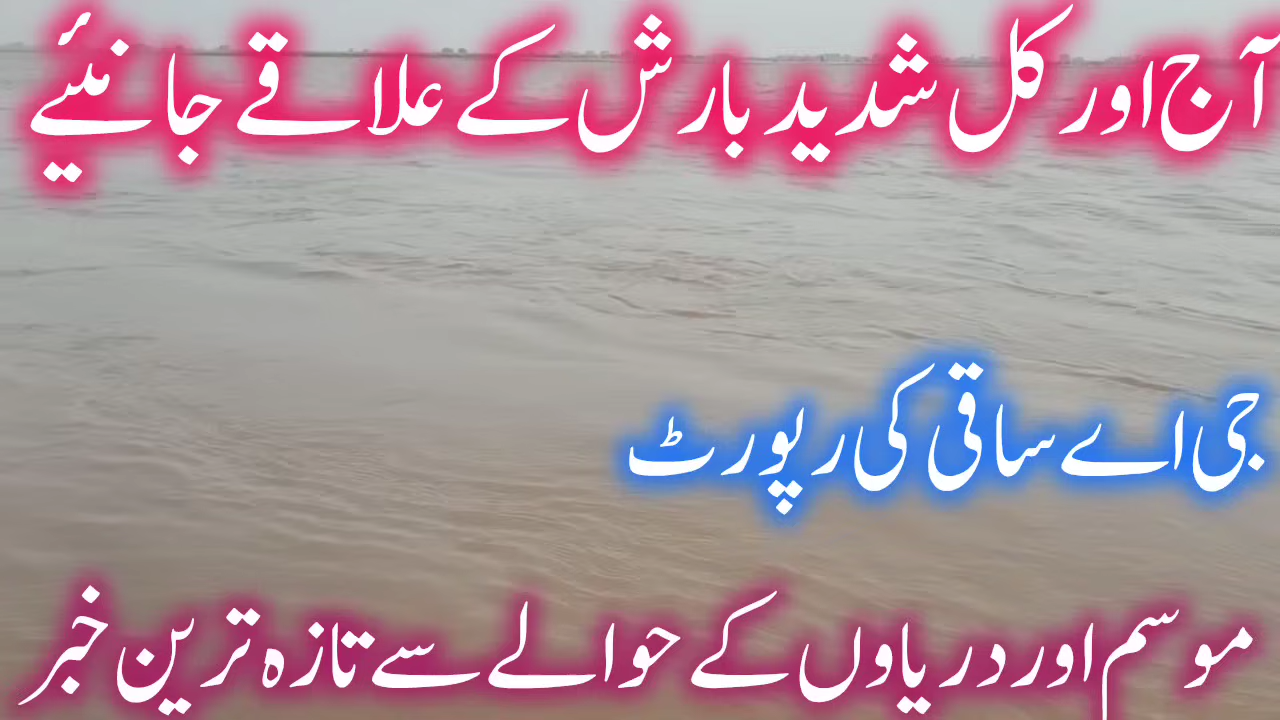 آج اور کل شدید بارش کے علاقے جانئیے
جی اے ساقی کی رپورٹ
موسم اور دریاوں کے حوالے سے تازہ ترین خبر